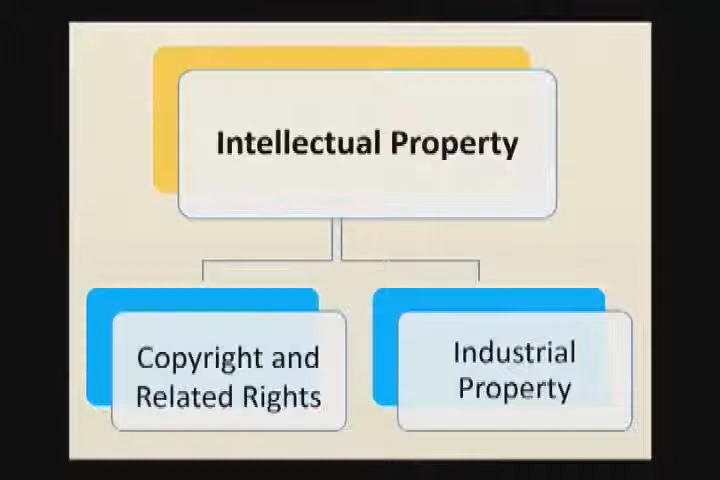 Intellectual Property
Copyright and
Related Rights
Industrial
Property